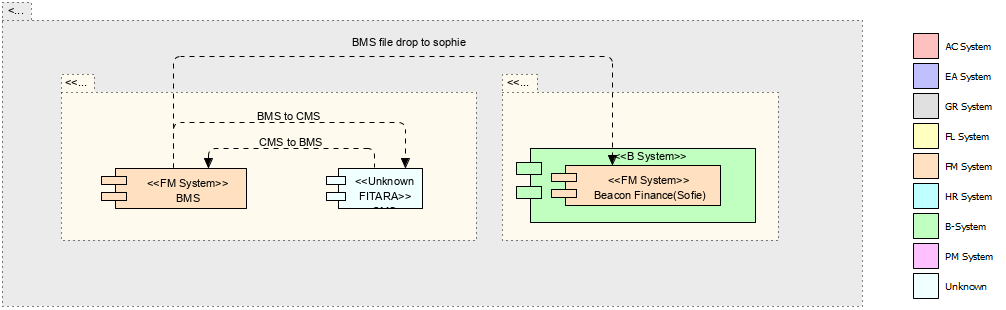 <...
BMS file drop to sophie
<<...
<<...
BMS to CMS
CMS to BMS
<<FM System>>
BMS
<<Unknown
FITARA>>
<<B System>>
<<FM System>>
Beacon Finance(Sofie)
AC System
EA System
GR System
FL System
FM System
HR System
B-System
PM System
Unknown